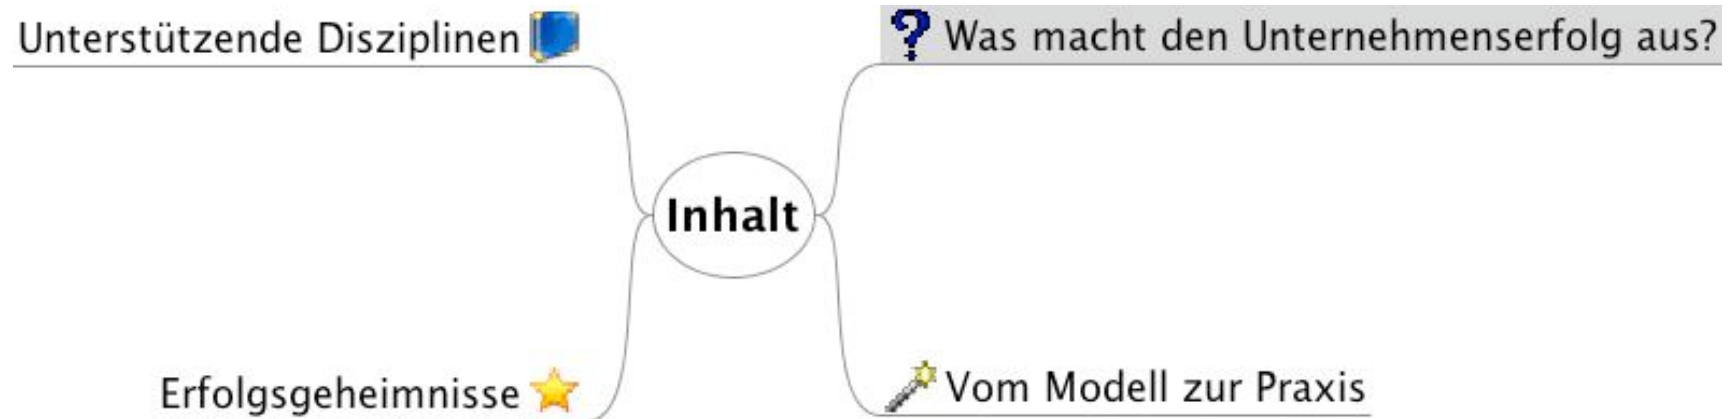 Unterstützende Disziplinen
Was macht den Unternehmenserfolg aus?
Inhalt
Erfolgsgeheimnisse
Vom Modell zur Praxis